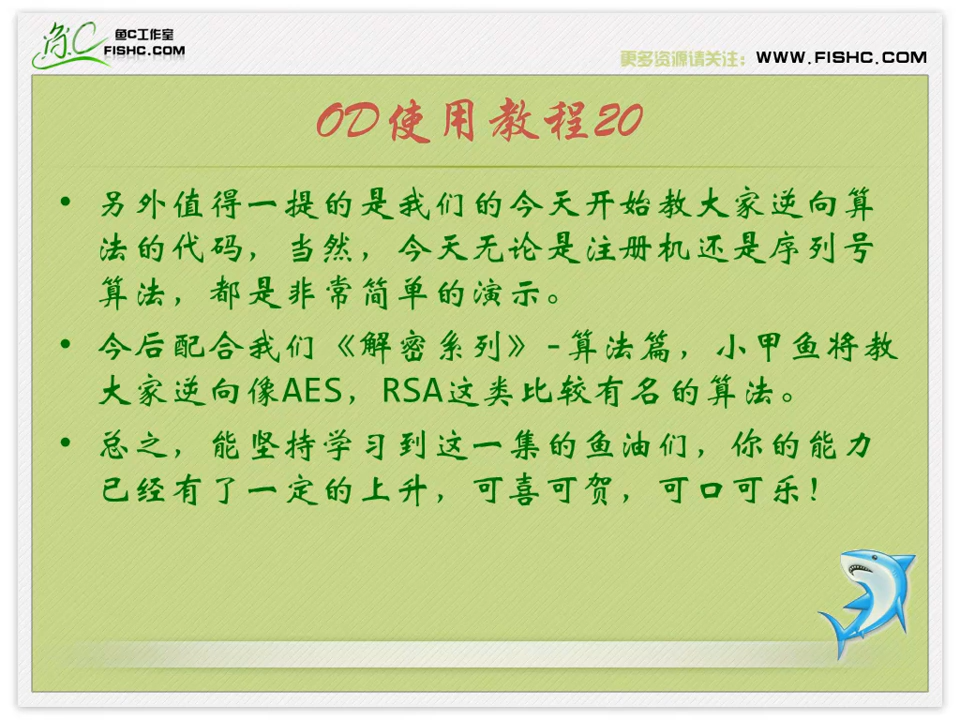 鱼C工作室
FISHC.COM
更多资源请关注：WWW.FISHC.COM
OD使用教程20
• 另外值得一提的是我们的今天开始教大家逆向算
法的代码，当然，今天无论是注册机还是序列号
算法，都是非常简单的演示。
• 今后配合我们《解密系列》-算法篇，小甲鱼将教
大家逆向像AES，RSA这类比较有名的算法。
• 总之，能坚持学习到这一集的鱼油们，你的能力
已经有了一定的上升，可喜可贺，可口可乐！